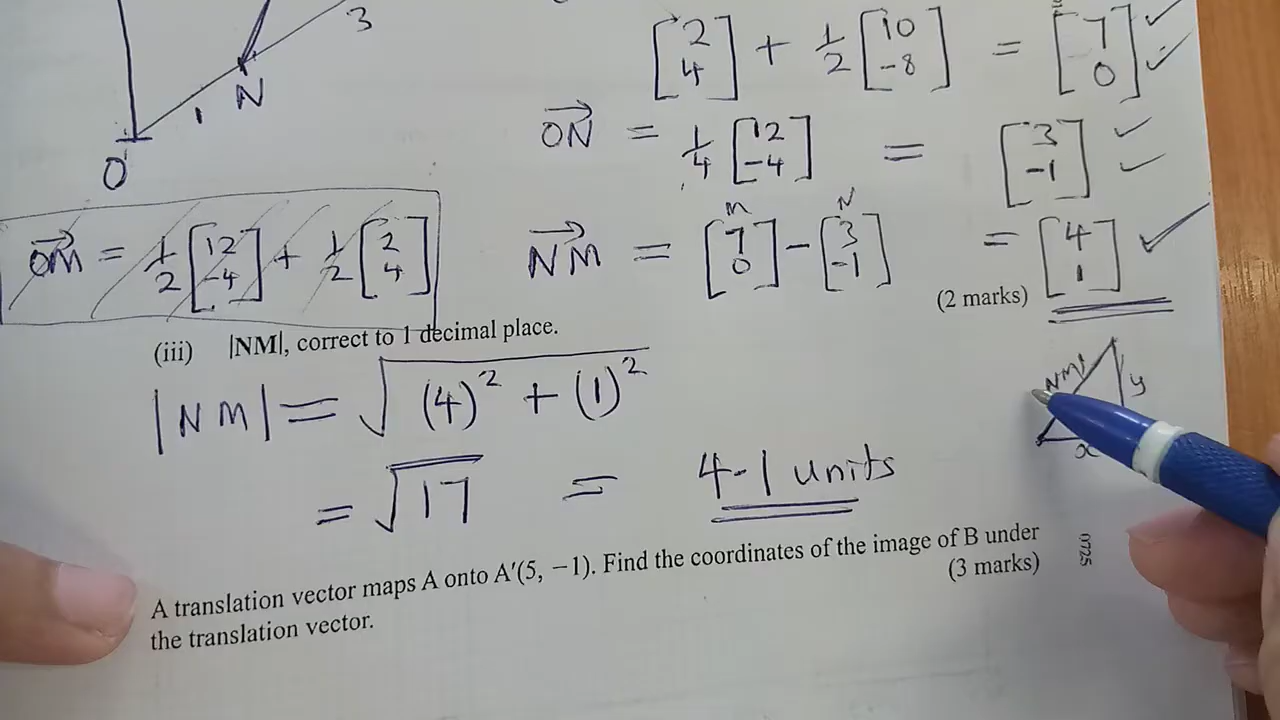 3
N
1
O
[2 4] + 1/2 [10 -8] = [7 0] ✓ ✓
ON = 1/4 [12 -4] = [3 -1] ✓ ✓
M N
OM = 1/2 [12 -4] + 1/2 [2 4]
NM = [7 0] - [3 -1] = [4 1] ✓
(2 marks)
(iii) |NM|, correct to 1 decimal place.
|NM| = √(4)² + (1)²
|NM|
y
x
= √17 = 4-1 units
A translation vector maps A onto A′(5, −1). Find the coordinates of the image of B under
the translation vector.
(3 marks)
0725